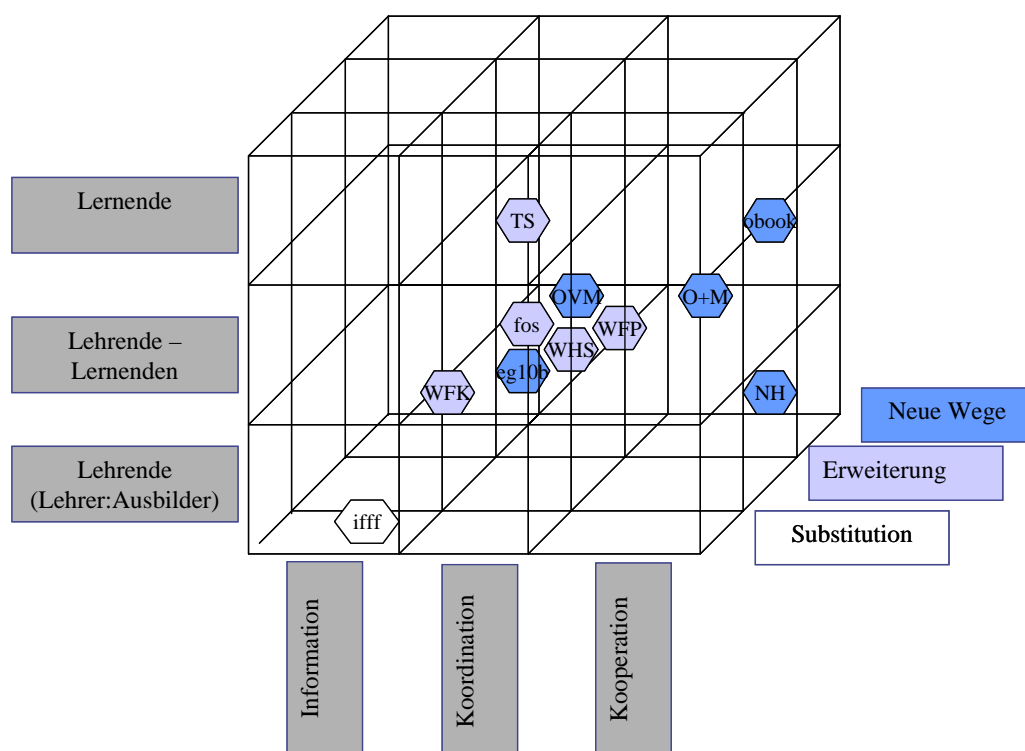 Lernende
TS
obook
OVM
O+M
fos
WFP
Lehrende –
Lernenden
WHS
eg10b
WFK
NH
Neue Wege
Lehrende
(Lehrer:Ausbilder)
Erweiterung
ifff
Substitution
Information
Koordination
Kooperation